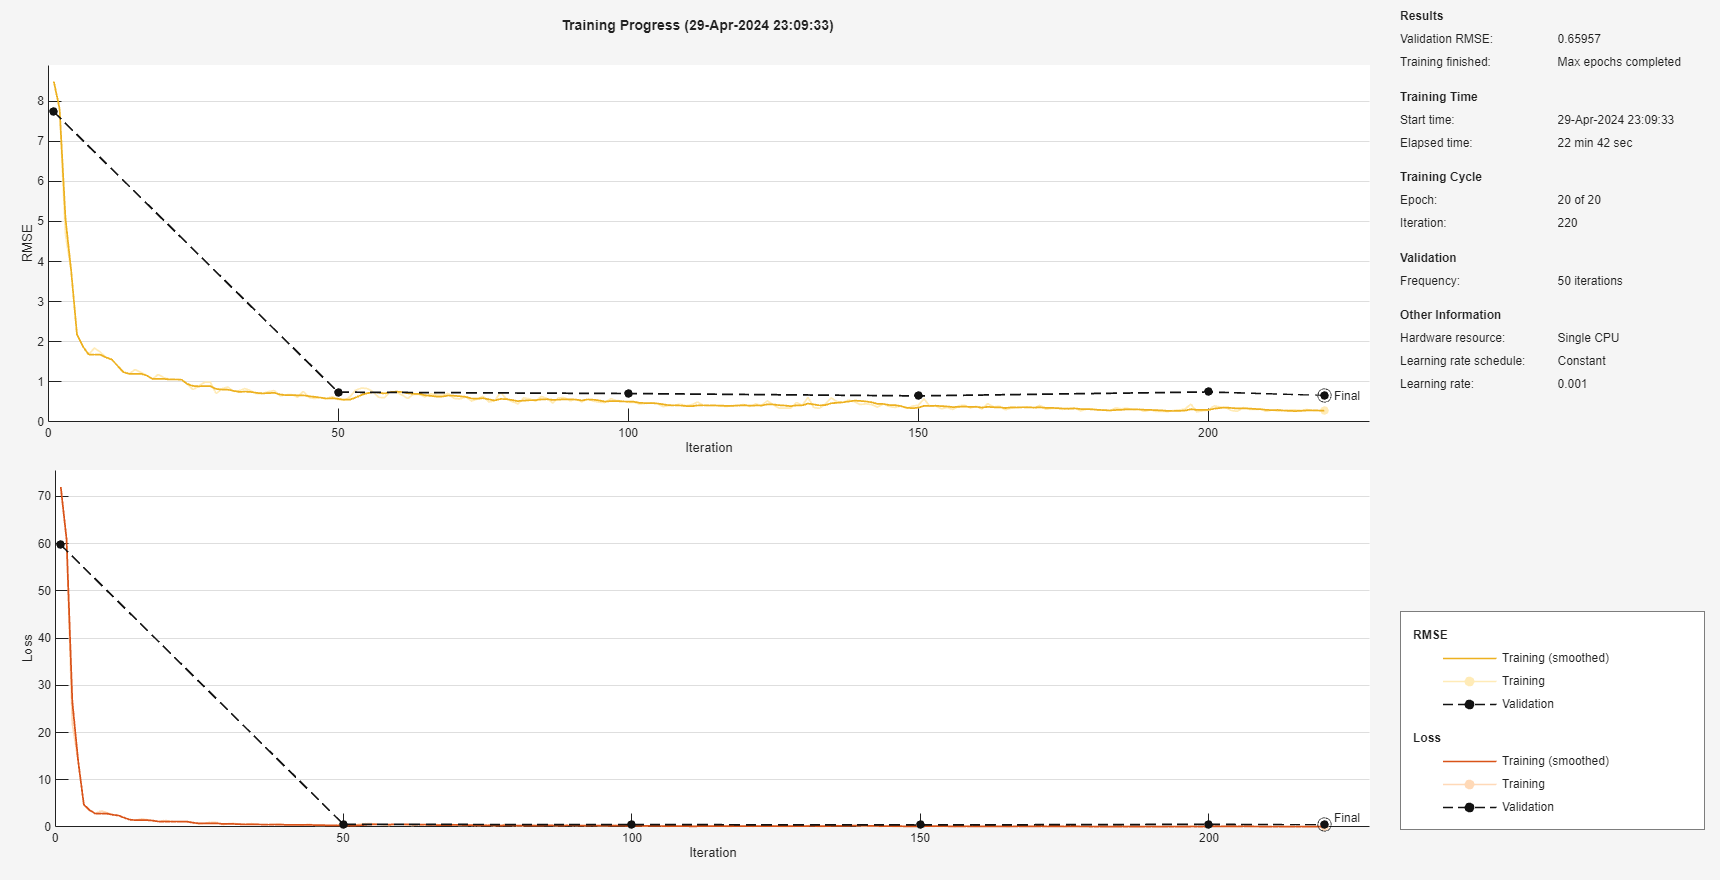 Training Progress (29-Apr-2024 23:09:33)
8
7
6
5
4
3
2
1
0
RMSE
0 50 100 150 200
Iteration
Final
70
60
50
40
30
20
10
0
Loss
0 50 100 150 200
Iteration
Final
Results
Validation RMSE: 0.65957
Training finished: Max epochs completed
Training Time
Start time: 29-Apr-2024 23:09:33
Elapsed time: 22 min 42 sec
Training Cycle
Epoch: 20 of 20
Iteration: 220
Validation
Frequency: 50 iterations
Other Information
Hardware resource: Single CPU
Learning rate schedule: Constant
Learning rate: 0.001
RMSE
Training (smoothed)
Training
Validation
Loss
Training (smoothed)
Training
Validation